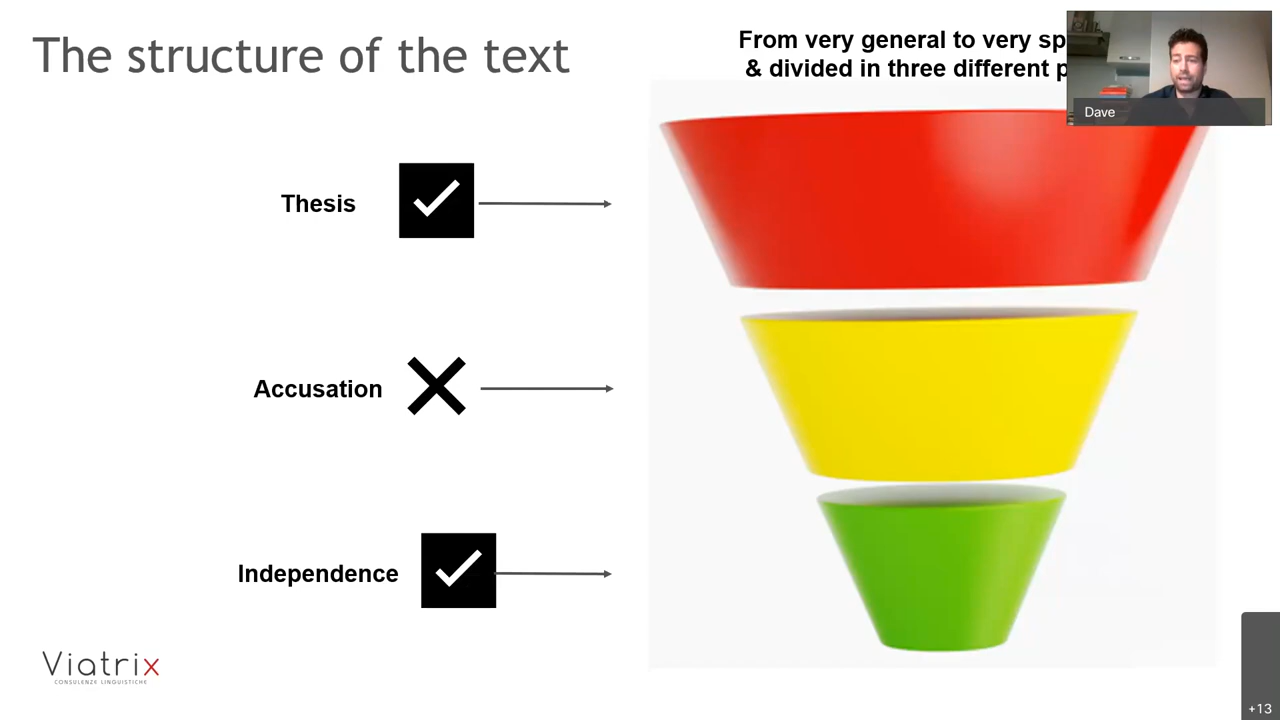 The structure of the text
From very general to very
& divided in three different
Dave
Thesis
Accusation
Independence
Viatrix
CONSULENZE LINGUISTICHE
+13